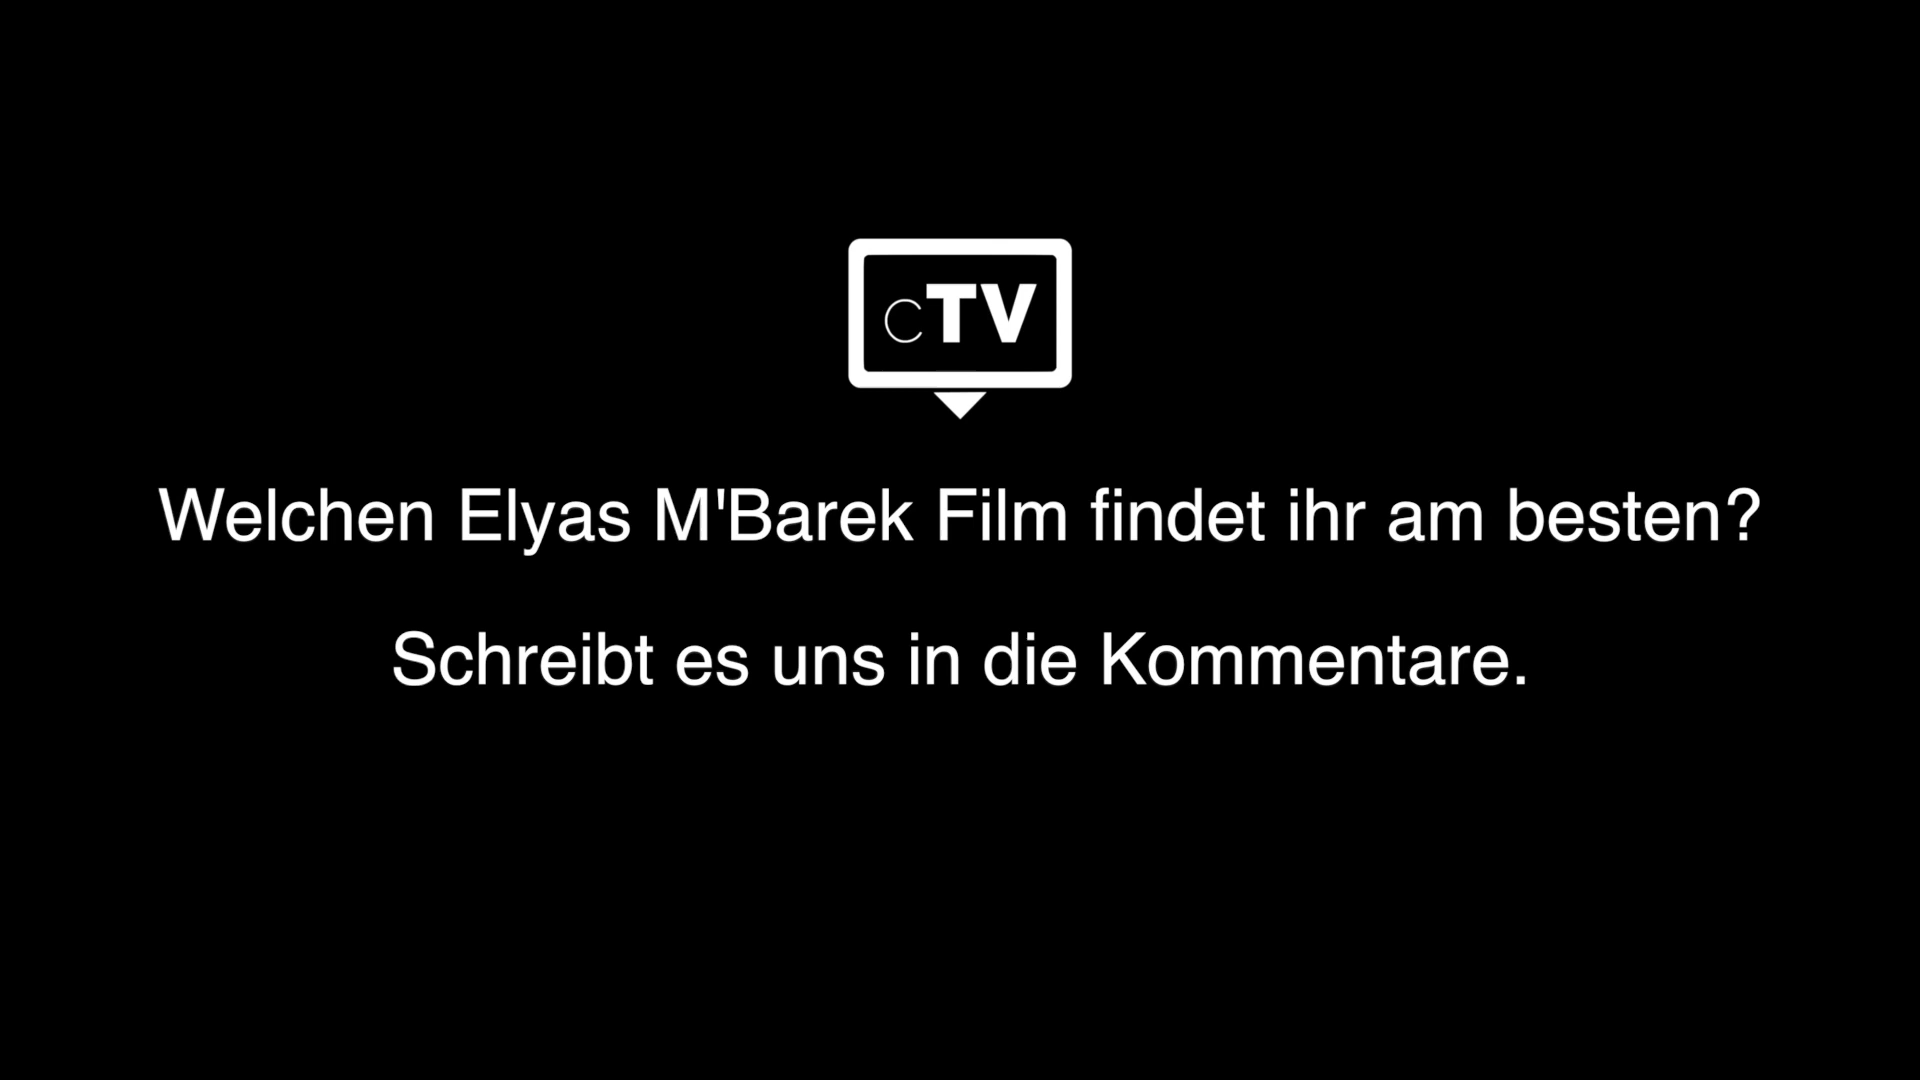 cTV
Welchen Elyas M'Barek Film findet ihr am besten?
Schreibt es uns in die Kommentare.